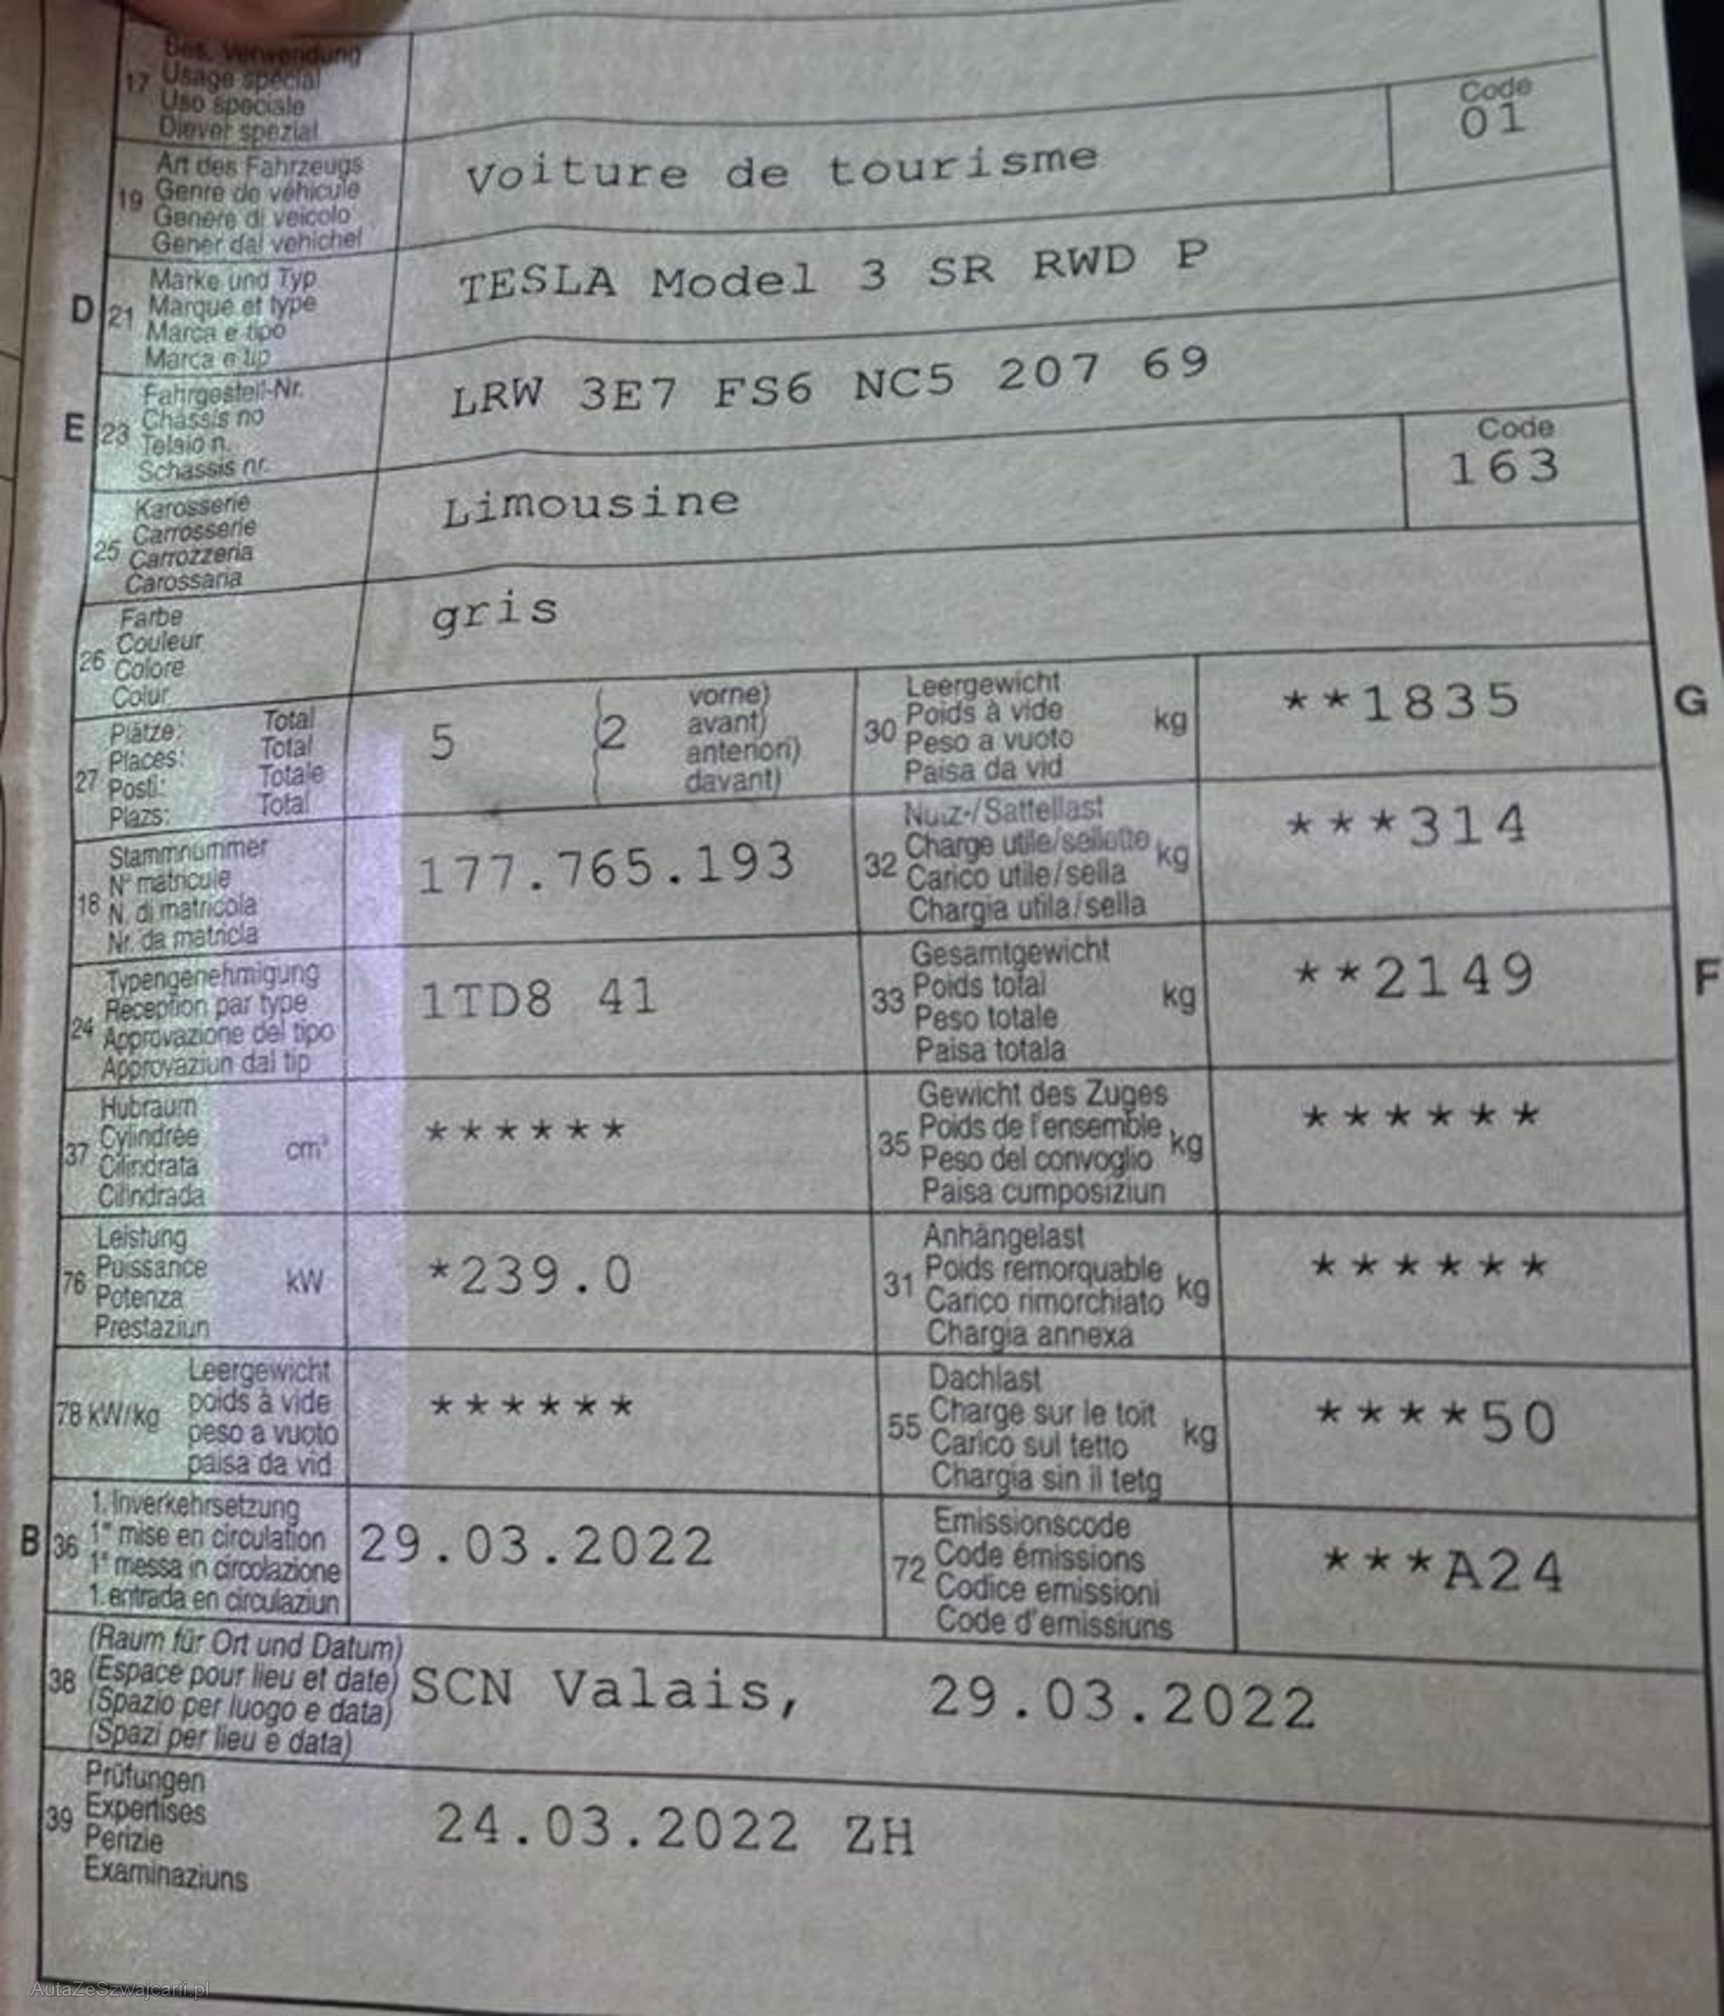 Bes. Verwendung
17 Usage spécial
Uso speciale
Diever spezial
Art des Fahrzeugs
19 Genre de véhicule
Genere di veicolo
Gener dal vehichel
Voiture de tourisme
Code
01
D 21 Marke und Typ
Marque et type
Marca e tipo
Marca e tip
TESLA Model 3 SR RWD P
E 23 Fahrgestell-Nr.
Châssis no
Telaio n.
Schassis nr.
LRW 3E7 FS6 NC5 207 69
Karosserie
25 Carrosserie
Carrozzeria
Carossaria
Limousine
Code
163
Farbe
26 Couleur
Colore
Colur
gris
27 Plätze: Total
Places: Total
Posti: Totale
Plazs: Total
5 (2 vorne)
avant)
anteriori)
davant)
30 Leergewicht
Poids à vide kg
Peso a vuoto
Paisa da vid
**1835 G
18 Stammnummer
N° matricule
N. di matricola
Nr. da matricla
177.765.193
32 Nutz-/Sattellast
Charge utile/sellette kg
Carico utile/sella
Chargia utila/sella
***314
24 Typengenehmigung
Réception par type
Approvazione del tipo
Approvaziun dal tip
1TD8 41
33 Gesamtgewicht
Poids total kg
Peso totale
Paisa totala
**2149 F
37 Hubraum
Cylindrée cm³
Cilindrata
Cilindrada
******
35 Gewicht des Zuges
Poids de l'ensemble kg
Peso del convoglio
Paisa cumposiziun
******
76 Leistung
Puissance kW
Potenza
Prestaziun
*239.0
31 Anhängelast
Poids remorquable kg
Carico rimorchiato
Chargia annexa
******
78 kW/kg Leergewicht
poids à vide
peso a vuoto
paisa da vid
******
55 Dachlast
Charge sur le toit kg
Carico sul tetto
Chargia sin il tetg
****50
B 36 1. Inverkehrsetzung
1re mise en circulation
1a messa in circolazione
1. entrada en circulaziun
29.03.2022
72 Emissionscode
Code émissions
Codice emissioni
Code d'emissiuns
***A24
38 (Raum für Ort und Datum)
(Espace pour lieu et date)
(Spazio per luogo e data)
(Spazi per lieu e data)
SCN Valais, 29.03.2022
39 Prüfungen
Expertises
Perizie
Examinaziuns
24.03.2022 ZH
AutaZeSzwajcarii.pl